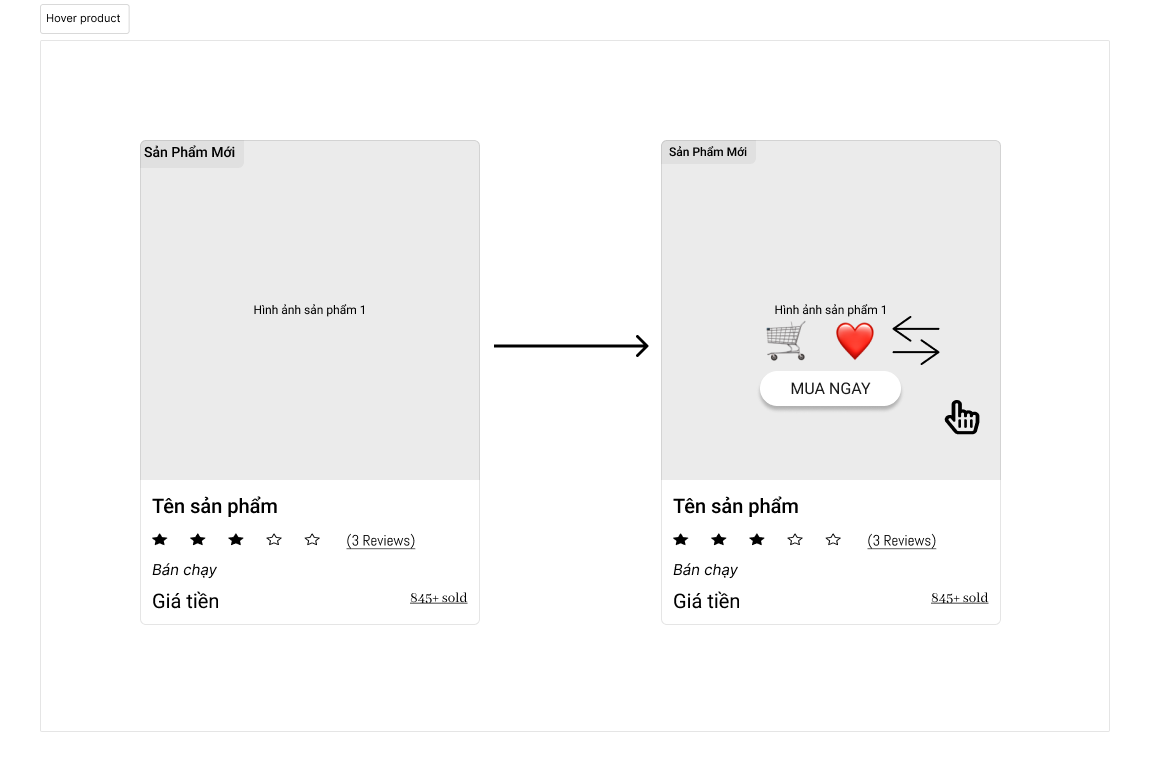 Hover product
Sản Phẩm Mới
Hình ảnh sản phẩm 1
Tên sản phẩm
(3 Reviews)
Bán chạy
Giá tiền
845+ sold
Sản Phẩm Mới
Hình ảnh sản phẩm 1
MUA NGAY
Tên sản phẩm
(3 Reviews)
Bán chạy
Giá tiền
845+ sold